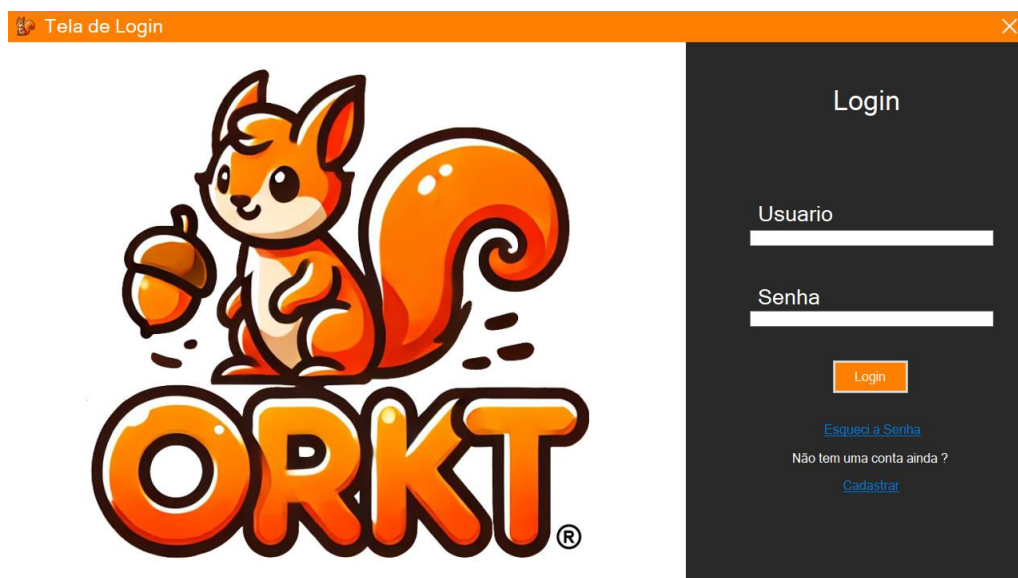 Tela de Login
ORKT®
Login
Usuario
Senha
Login
Esqueci a Senha
Não tem uma conta ainda ?
Cadastrar